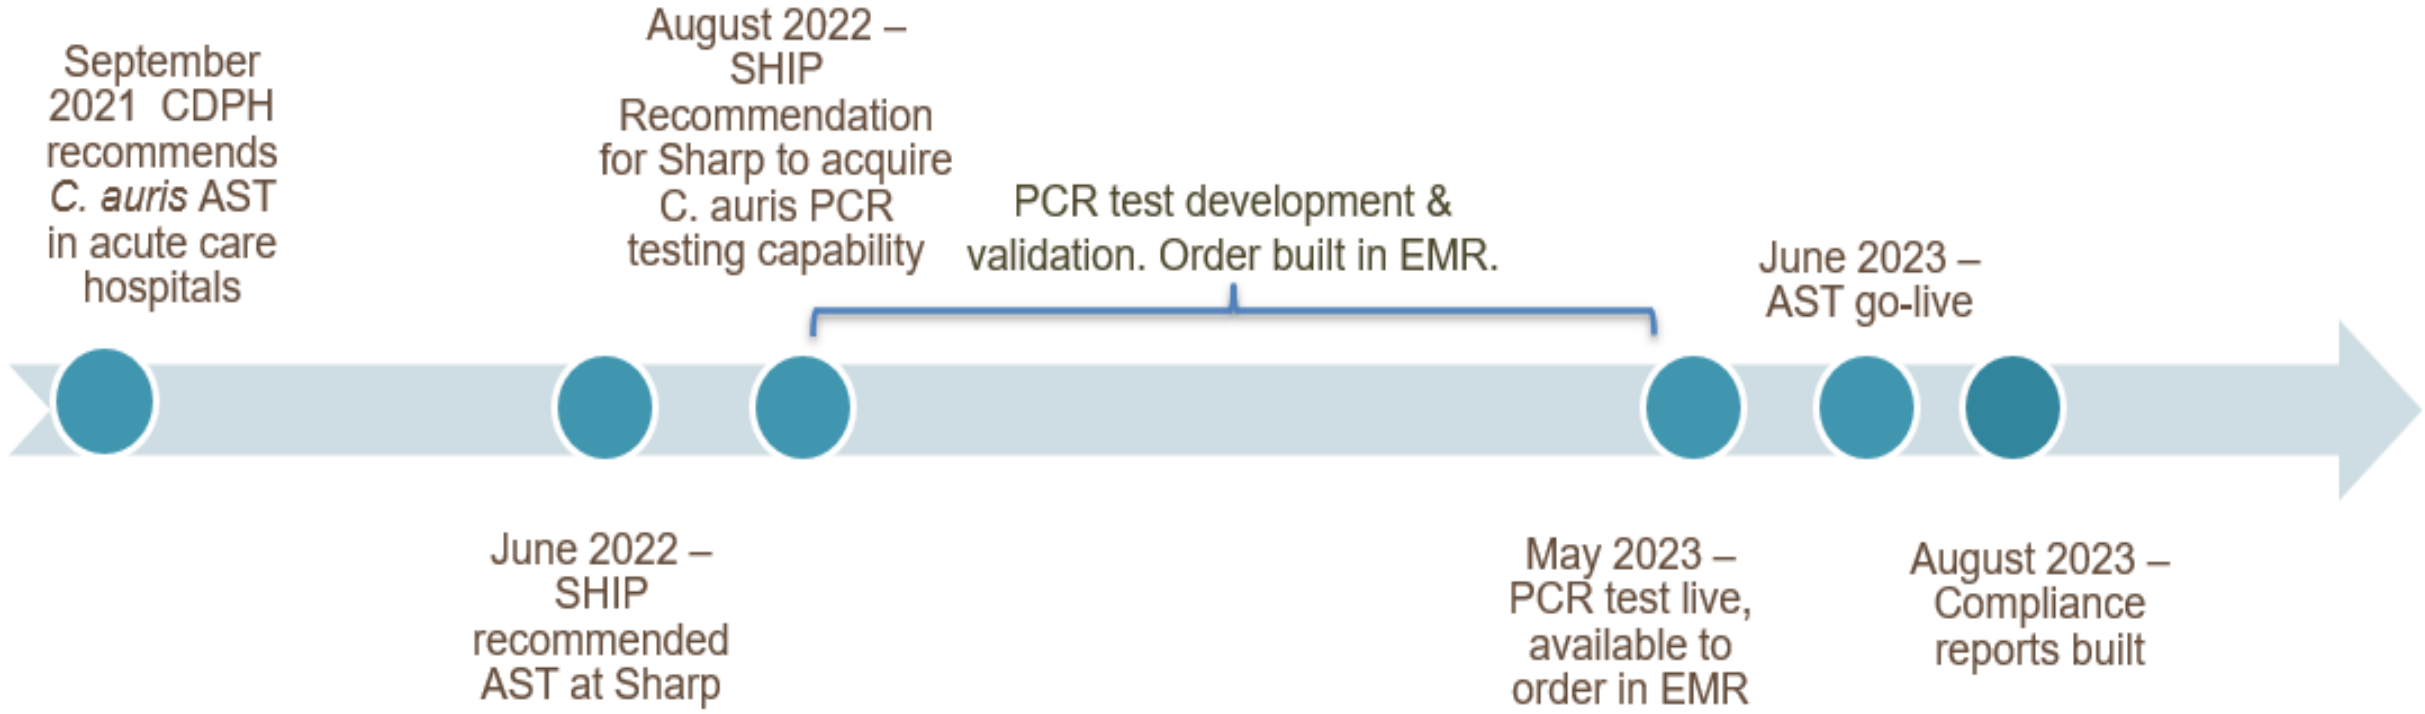 September
2021 CDPH
recommends
C. auris AST
in acute care
hospitals
June 2022 –
SHIP
recommended
AST at Sharp
August 2022 –
SHIP
Recommendation
for Sharp to acquire
C. auris PCR
testing capability
PCR test development &
validation. Order built in EMR.
May 2023 –
PCR test live,
available to
order in EMR
June 2023 –
AST go-live
August 2023 –
Compliance
reports built